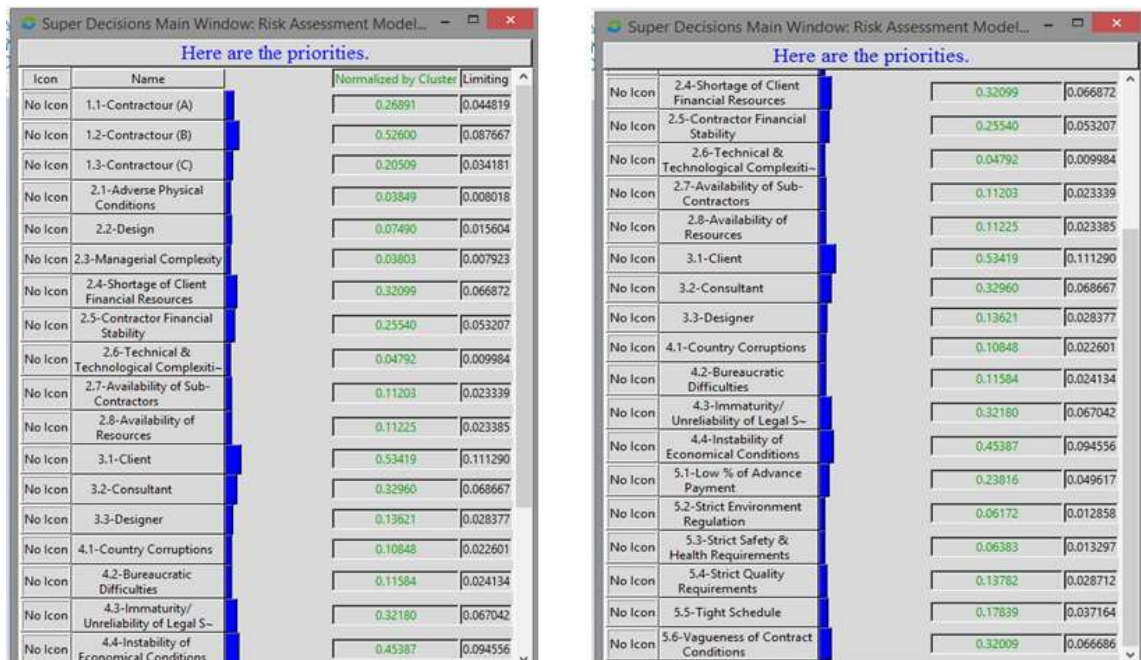 Super Decisions Main Window: Risk Assessment Model...
Here are the priorities.
Icon Name Normalized by Cluster Limiting
No Icon 1.1-Contractour (A) 0.26891 0.044819
No Icon 1.2-Contractour (B) 0.52600 0.087667
No Icon 1.3-Contractour (C) 0.20509 0.034181
No Icon 2.1-Adverse Physical
Conditions 0.03849 0.008018
No Icon 2.2-Design 0.07490 0.015604
No Icon 2.3-Managerial Complexity 0.03803 0.007923
No Icon 2.4-Shortage of Client
Financial Resources 0.32099 0.066872
No Icon 2.5-Contractor Financial
Stability 0.25540 0.053207
No Icon 2.6-Technical &
Technological Complexiti~ 0.04792 0.009984
No Icon 2.7-Availability of Sub-
Contractors 0.11203 0.023339
No Icon 2.8-Availability of
Resources 0.11225 0.023385
No Icon 3.1-Client 0.53419 0.111290
No Icon 3.2-Consultant 0.32960 0.068667
No Icon 3.3-Designer 0.13621 0.028377
No Icon 4.1-Country Corruptions 0.10848 0.022601
No Icon 4.2-Bureaucratic
Difficulties 0.11584 0.024134
No Icon 4.3-Immaturity/
Unreliability of Legal S~ 0.32180 0.067042
No Icon 4.4-Instability of
Economical Conditions 0.45387 0.094556
Super Decisions Main Window: Risk Assessment Model...
Here are the priorities.
No Icon 2.4-Shortage of Client
Financial Resources 0.32099 0.066872
No Icon 2.5-Contractor Financial
Stability 0.25540 0.053207
No Icon 2.6-Technical &
Technological Complexiti~ 0.04792 0.009984
No Icon 2.7-Availability of Sub-
Contractors 0.11203 0.023339
No Icon 2.8-Availability of
Resources 0.11225 0.023385
No Icon 3.1-Client 0.53419 0.111290
No Icon 3.2-Consultant 0.32960 0.068667
No Icon 3.3-Designer 0.13621 0.028377
No Icon 4.1-Country Corruptions 0.10848 0.022601
No Icon 4.2-Bureaucratic
Difficulties 0.11584 0.024134
No Icon 4.3-Immaturity/
Unreliability of Legal S~ 0.32180 0.067042
No Icon 4.4-Instability of
Economical Conditions 0.45387 0.094556
No Icon 5.1-Low % of Advance
Payment 0.23816 0.049617
No Icon 5.2-Strict Environment
Regulation 0.06172 0.012858
No Icon 5.3-Strict Safety &
Health Requirements 0.06383 0.013297
No Icon 5.4-Strict Quality
Requirements 0.13782 0.028712
No Icon 5.5-Tight Schedule 0.17839 0.037164
No Icon 5.6-Vagueness of Contract
Conditions 0.32009 0.066686